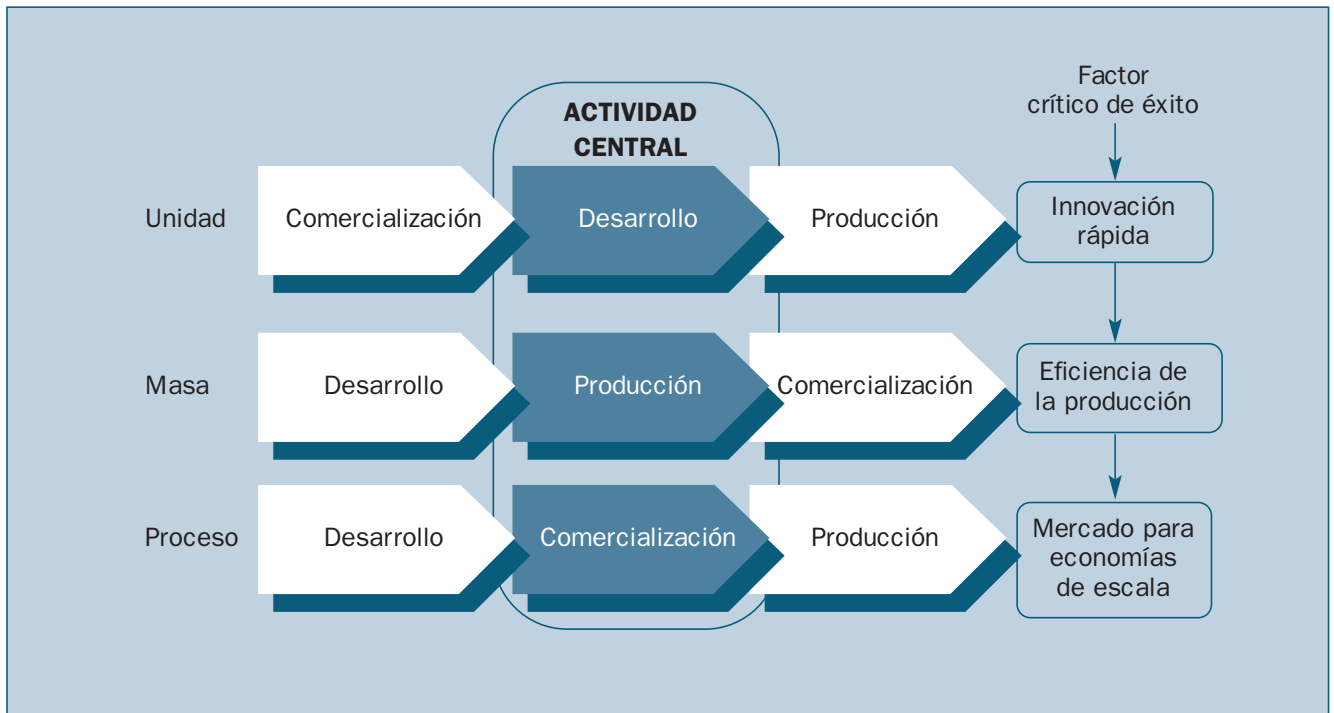 Factor
crítico de éxito
ACTIVIDAD
CENTRAL
Unidad
Comercialización
Desarrollo
Producción
Innovación
rápida
Masa
Desarrollo
Producción
Comercialización
Eficiencia de
la producción
Proceso
Desarrollo
Comercialización
Producción
Mercado para
economías
de escala